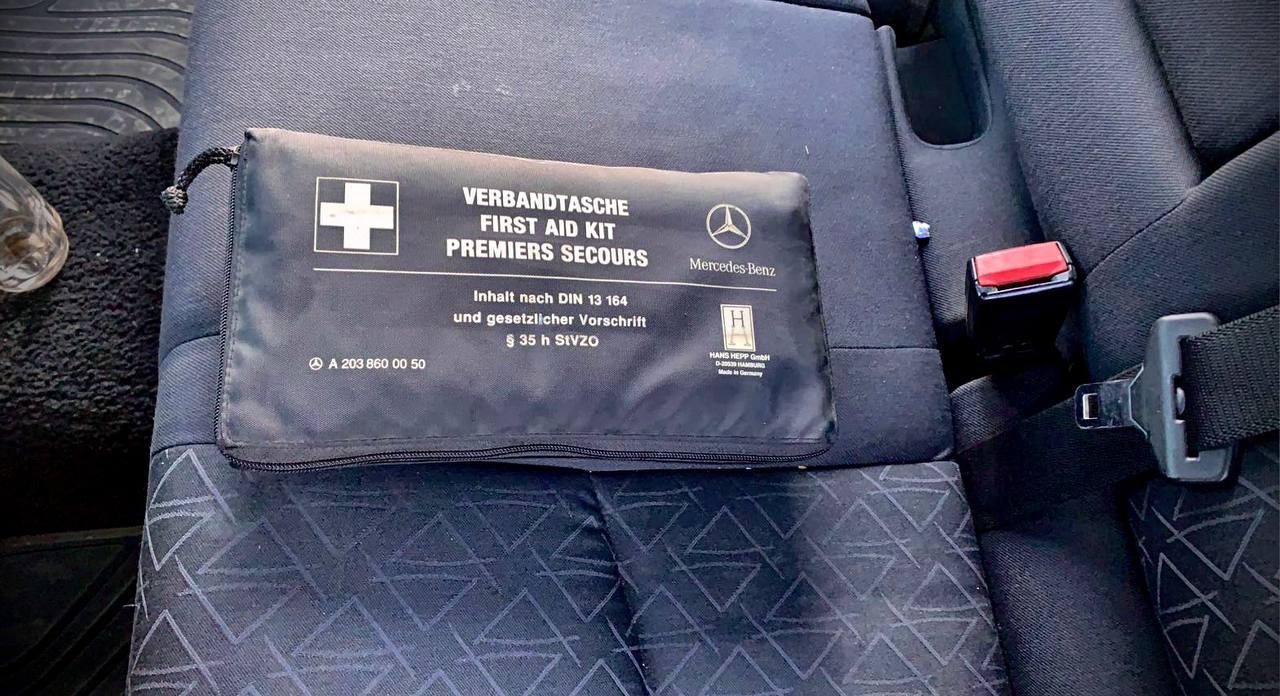 VERBANDTASCHE
FIRST AID KIT
PREMIERS SECOURS
Mercedes-Benz
Inhalt nach DIN 13 164
und gesetzlicher Vorschrift
§ 35 h StVZO
A 203 860 00 50
H
HANS HEPP GmbH
D-20539 HAMBURG
Made in Germany